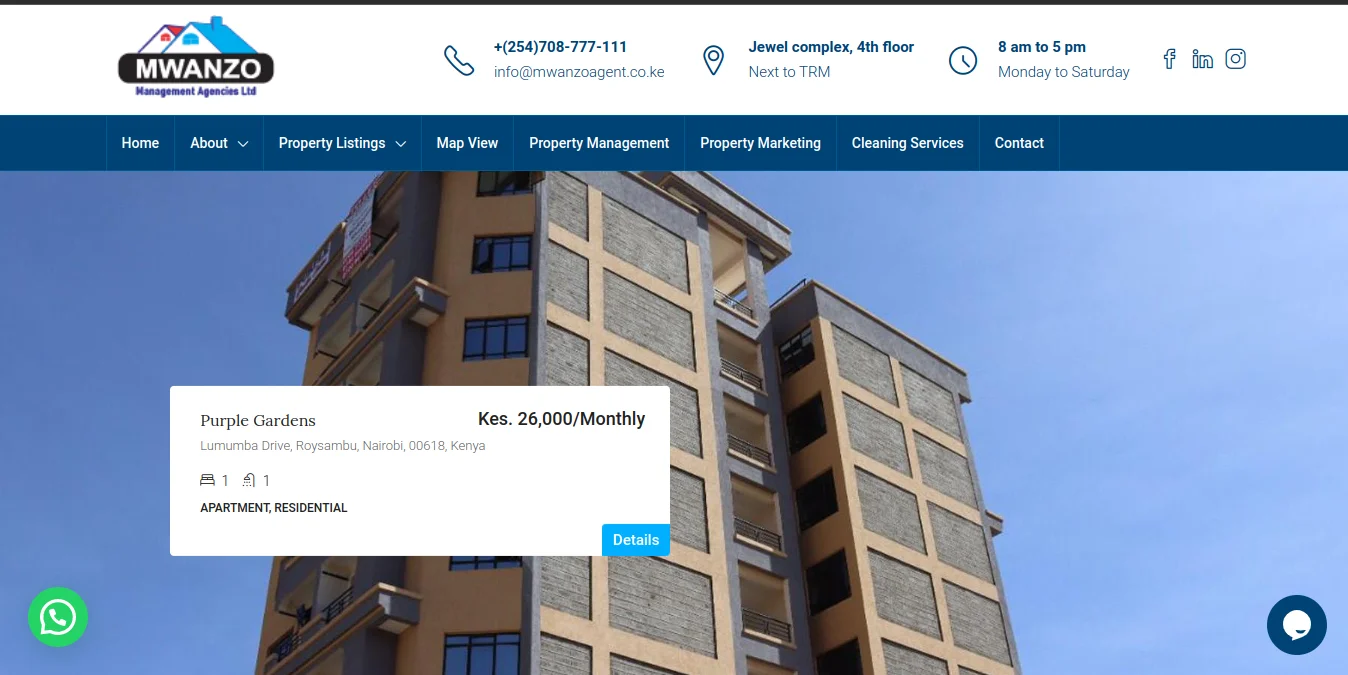 MWANZO
Management Agencies Ltd
+(254)708-777-111
info@mwanzoagent.co.ke
Jewel complex, 4th floor
Next to TRM
8 am to 5 pm
Monday to Saturday
Home
About
Property Listings
Map View
Property Management
Property Marketing
Cleaning Services
Contact
Purple Gardens
Kes. 26,000/Monthly
Lumumba Drive, Roysambu, Nairobi, 00618, Kenya
1
1
APARTMENT, RESIDENTIAL
Details